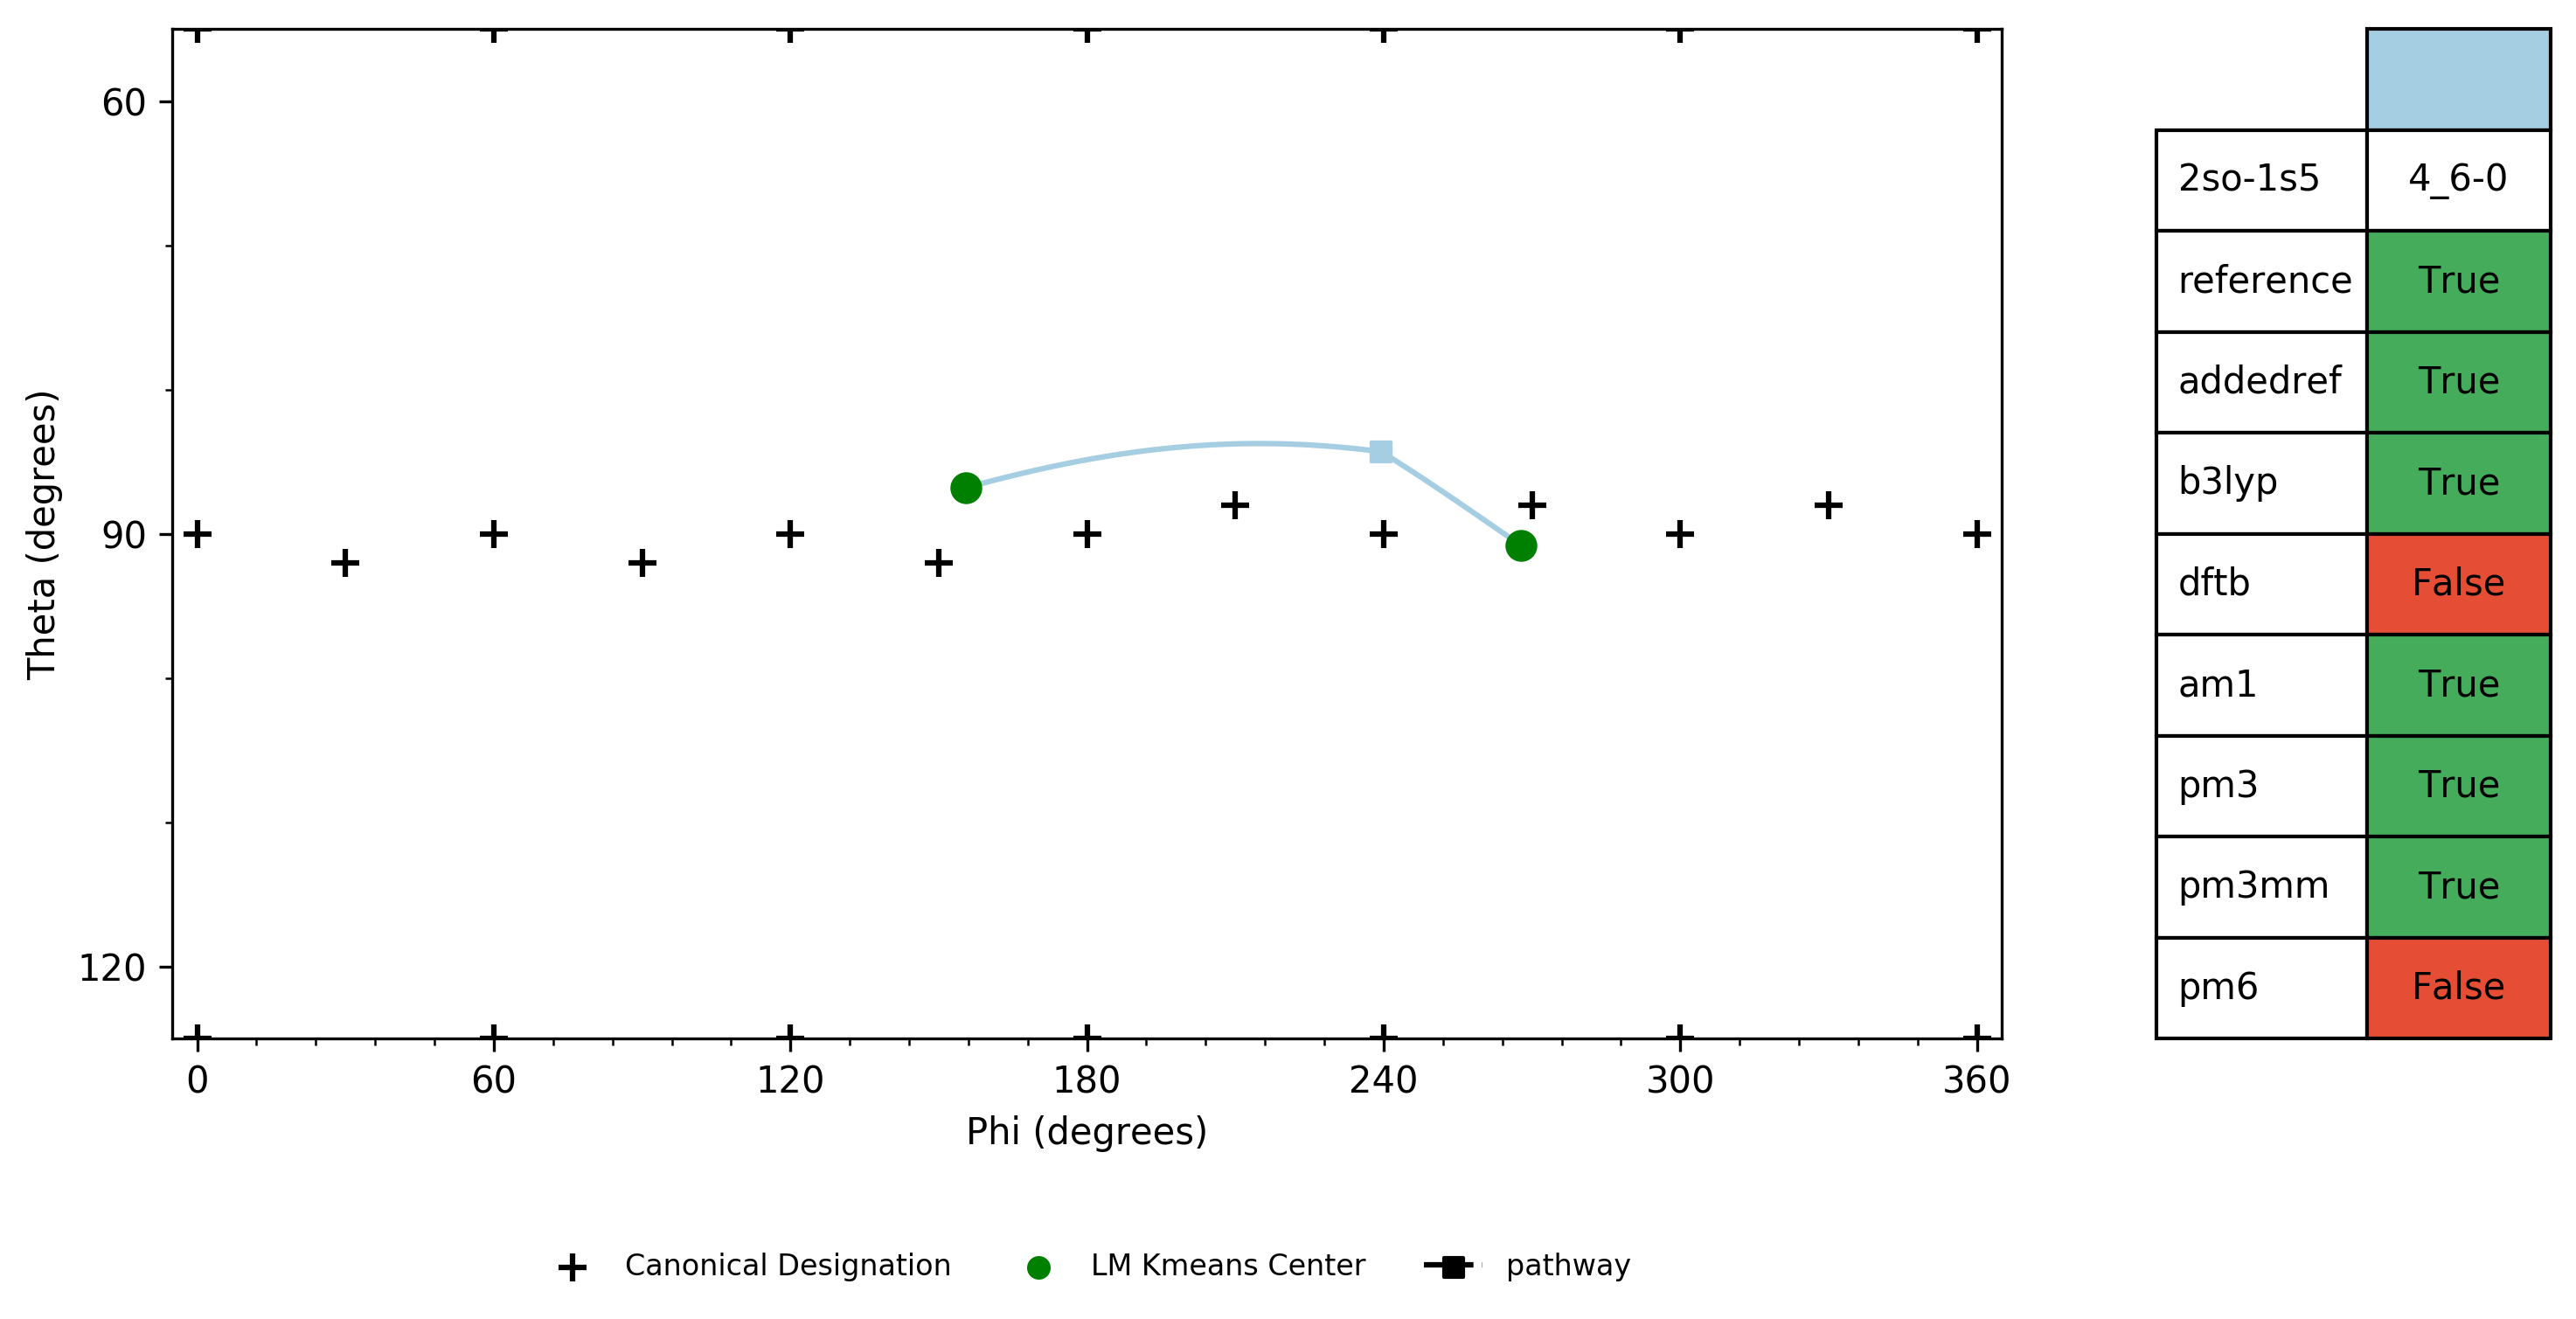 60
90
120
Theta (degrees)
0 60 120 180 240 300 360
Phi (degrees)
Canonical Designation LM Kmeans Center pathway
2so-1s5 4_6-0
reference True
addedref True
b3lyp True
dftb False
am1 True
pm3 True
pm3mm True
pm6 False